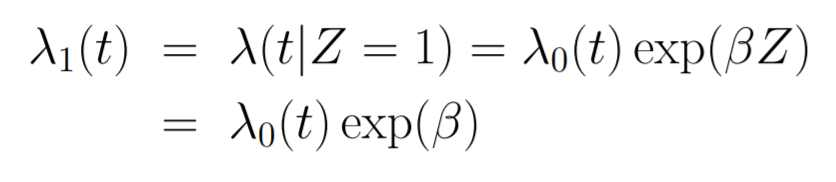 λ₁(t) = λ(t|Z = 1) = λ₀(t) exp(βZ)
= λ₀(t) exp(β)